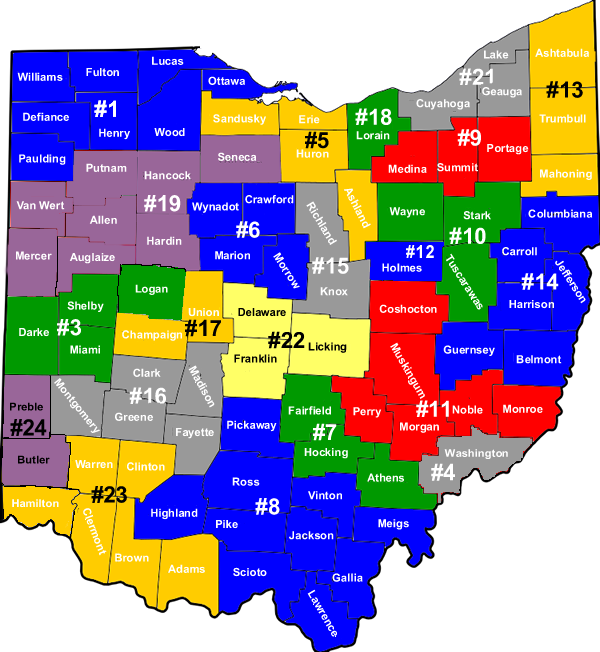 Lake
Ashtabula
#21
Geauga
Cuyahoga
#13
Trumbull
Mahoning
Lucas
Fulton
Williams
Ottawa
#1
Defiance
Henry
Wood
Paulding
Sandusky
Erie
#5
Huron
#18
Lorain
#9
Medina
Summit
Portage
Seneca
Putnam
Hancock
Van Wert
Allen
#19
Hardin
Mercer
Auglaize
Wynadot
Crawford
#6
Marion
Morrow
Richland
Ashland
#15
Knox
Wayne
Stark
#10
Tuscarawas
#12
Holmes
Columbiana
Carroll
#14
Jefferson
Harrison
Belmont
Logan
Shelby
Darke
#3
Miami
Union
#17
Champaign
Delaware
#22
Franklin
Licking
Coshocton
Muskingum
Guernsey
Clark
Madison
#16
Montgomery
Greene
Fayette
Preble
#24
Butler
Pickaway
Fairfield
#7
Hocking
Athens
Perry
#11
Morgan
Noble
Monroe
Washington
#4
Warren
Clinton
#23
Hamilton
Clermont
Brown
Adams
Highland
Ross
#8
Vinton
Pike
Jackson
Meigs
Scioto
Gallia
Lawrence